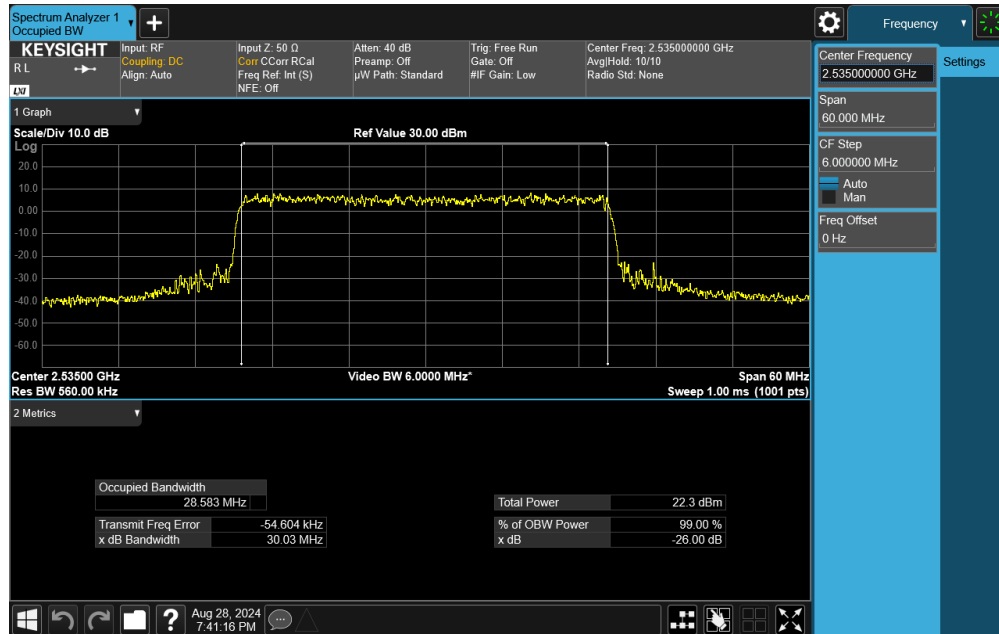 Spectrum Analyzer 1
Occupied BW
+
Frequency
KEYSIGHT
R L
LXI
Input: RF
Coupling: DC
Align: Auto
Input Z: 50 Ω
Corr CCorr RCal
Freq Ref: Int (S)
NFE: Off
Atten: 40 dB
Preamp: Off
µW Path: Standard
Trig: Free Run
Gate: Off
#IF Gain: Low
Center Freq: 2.535000000 GHz
Avg|Hold: 10/10
Radio Std: None
Center Frequency
2.535000000 GHz
Settings
Span
60.000 MHz
CF Step
6.000000 MHz
Auto
Man
Freq Offset
0 Hz
1 Graph
Scale/Div 10.0 dB
Ref Value 30.00 dBm
Log
20.0
10.0
0.00
-10.0
-20.0
-30.0
-40.0
-50.0
-60.0
Center 2.53500 GHz
Video BW 6.0000 MHz*
Span 60 MHz
Res BW 560.00 kHz
Sweep 1.00 ms (1001 pts)
2 Metrics
Occupied Bandwidth
28.583 MHz
Total Power 22.3 dBm
Transmit Freq Error -54.604 kHz
% of OBW Power 99.00 %
x dB Bandwidth 30.03 MHz
x dB -26.00 dB
?
Aug 28, 2024
7:41:16 PM